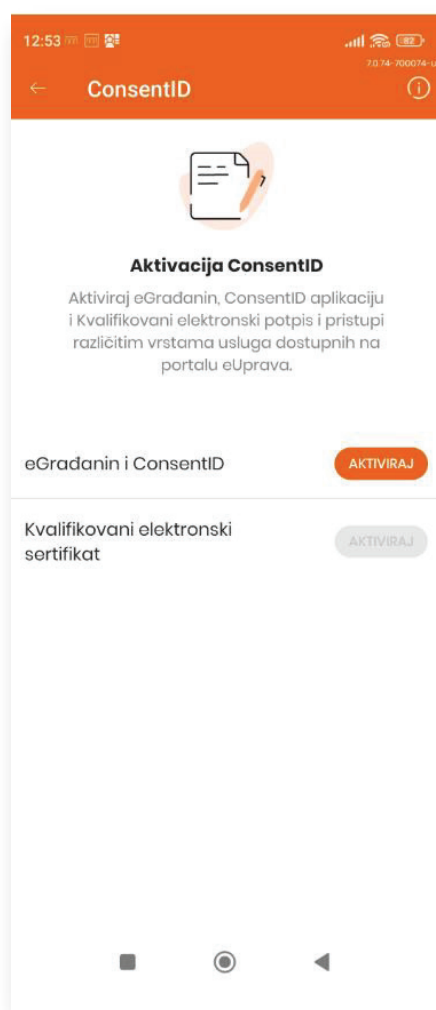 12:53
82
7.0.74-700074-u
ConsentID
Aktivacija ConsentID
Aktiviraj eGrađanin, ConsentID aplikaciju
i Kvalifikovani elektronski potpis i pristupi
različitim vrstama usluga dostupnih na
portalu eUprava.
eGrađanin i ConsentID
AKTIVIRAJ
Kvalifikovani elektronski
sertifikat
AKTIVIRAJ